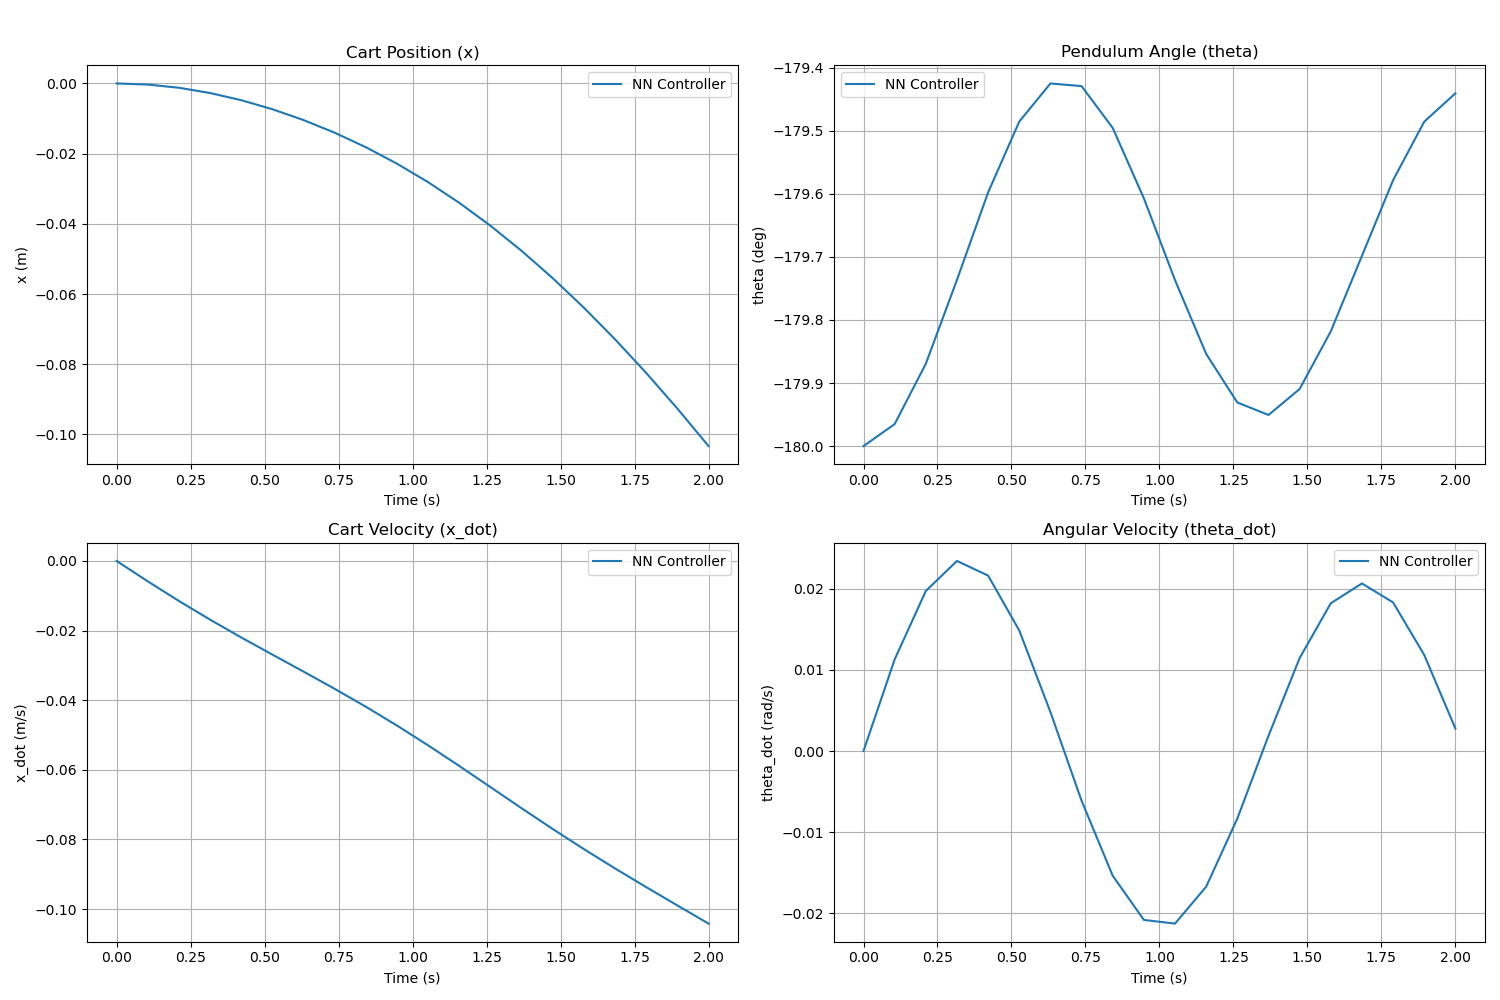 Cart Position (x)
x (m)
0.00
−0.02
−0.04
−0.06
−0.08
−0.10
NN Controller
0.00 0.25 0.50 0.75 1.00 1.25 1.50 1.75 2.00
Time (s)
Pendulum Angle (theta)
theta (deg)
−179.4
−179.5
−179.6
−179.7
−179.8
−179.9
−180.0
NN Controller
0.00 0.25 0.50 0.75 1.00 1.25 1.50 1.75 2.00
Time (s)
Cart Velocity (x_dot)
x_dot (m/s)
0.00
−0.02
−0.04
−0.06
−0.08
−0.10
NN Controller
0.00 0.25 0.50 0.75 1.00 1.25 1.50 1.75 2.00
Time (s)
Angular Velocity (theta_dot)
theta_dot (rad/s)
0.02
0.01
0.00
−0.01
−0.02
NN Controller
0.00 0.25 0.50 0.75 1.00 1.25 1.50 1.75 2.00
Time (s)